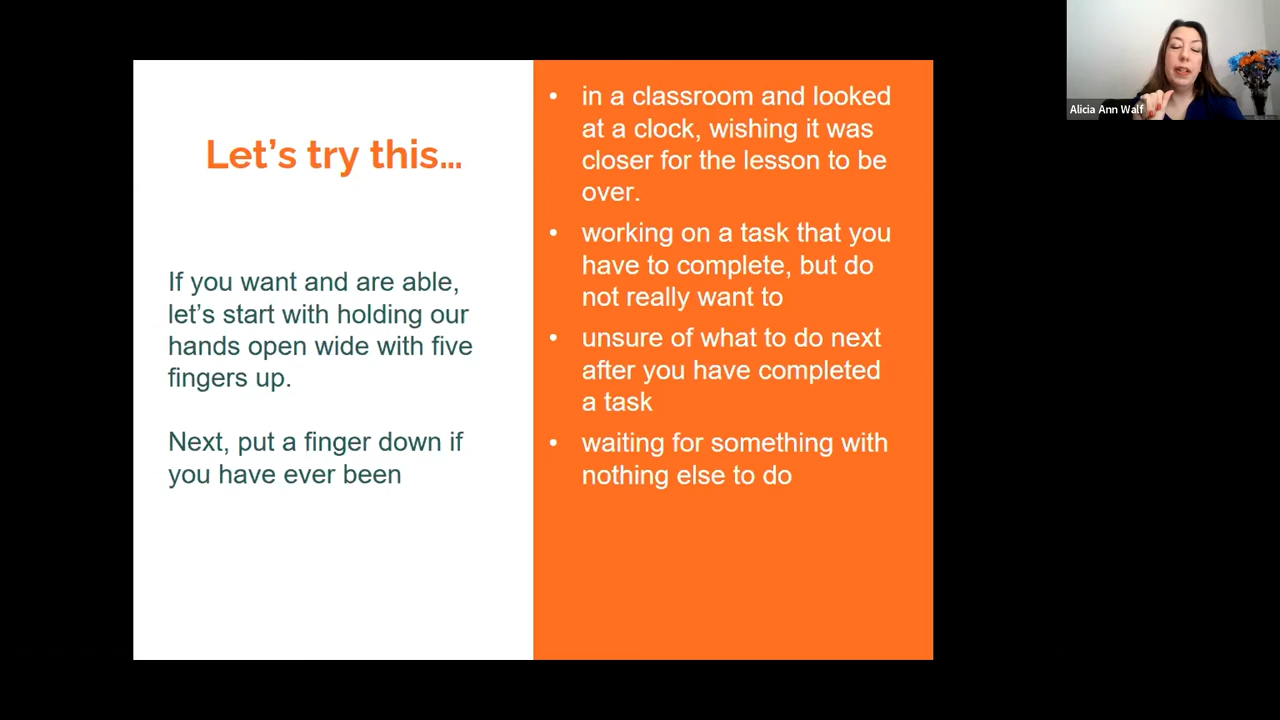 Let's try this…
If you want and are able,
let's start with holding our
hands open wide with five
fingers up.
Next, put a finger down if
you have ever been
• in a classroom and looked
at a clock, wishing it was
closer for the lesson to be
over.
• working on a task that you
have to complete, but do
not really want to
• unsure of what to do next
after you have completed
a task
• waiting for something with
nothing else to do
Alicia Ann Walf